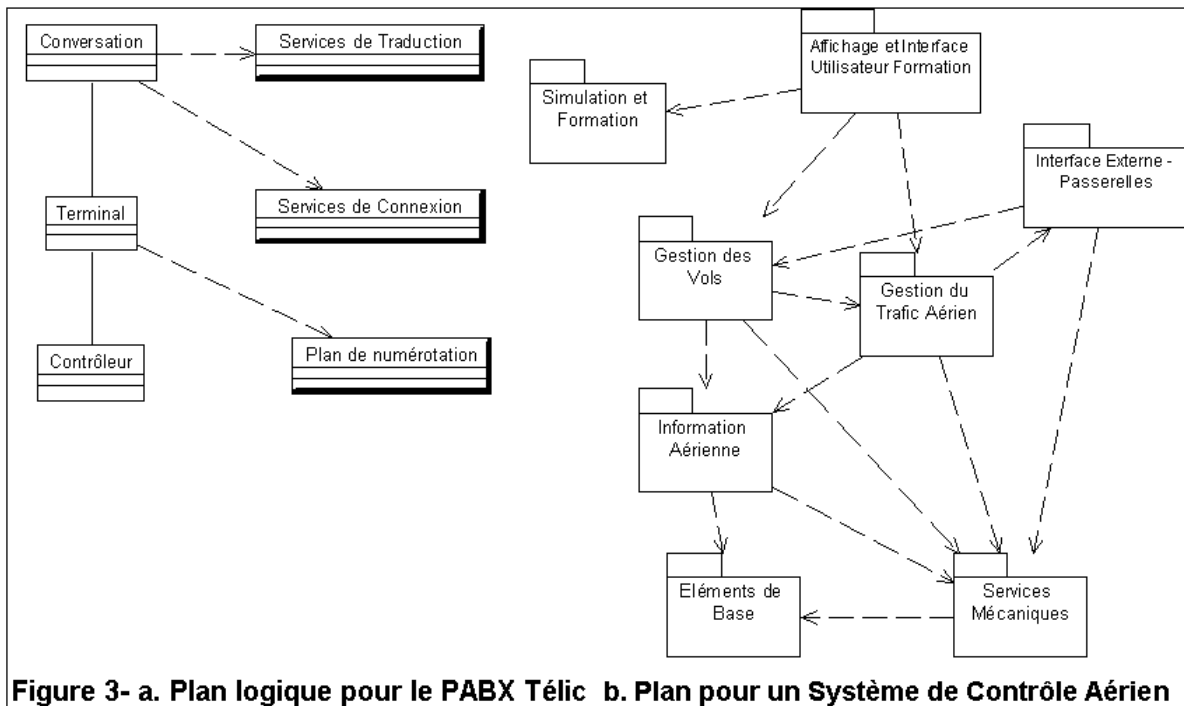 Conversation
Services de Traduction
Terminal
Services de Connexion
Contrôleur
Plan de numérotation
Affichage et Interface
Utilisateur Formation
Simulation et
Formation
Interface Externe -
Passerelles
Gestion des
Vols
Gestion du
Trafic Aérien
Information
Aérienne
Eléments de
Base
Services
Mécaniques
Figure 3- a. Plan logique pour le PABX Télic b. Plan pour un Système de Contrôle Aérien